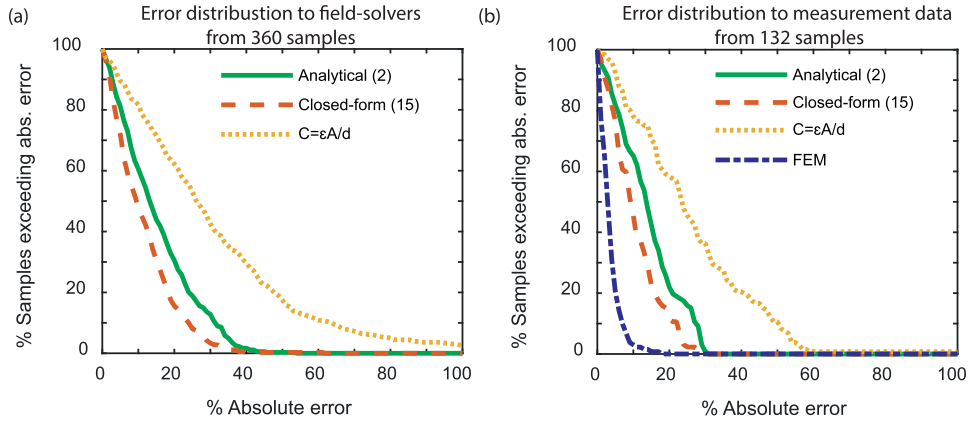 (a)
Error distribustion to field-solvers
from 360 samples
% Samples exceeding abs. error
100
80
60
40
20
0
Analytical (2)
Closed-form (15)
C=εA/d
0 20 40 60 80 100
% Absolute error
(b)
Error distribution to measurement data
from 132 samples
% Samples exceeding abs. error
100
80
60
40
20
0
Analytical (2)
Closed-form (15)
C=εA/d
FEM
0 20 40 60 80 100
% Absolute error